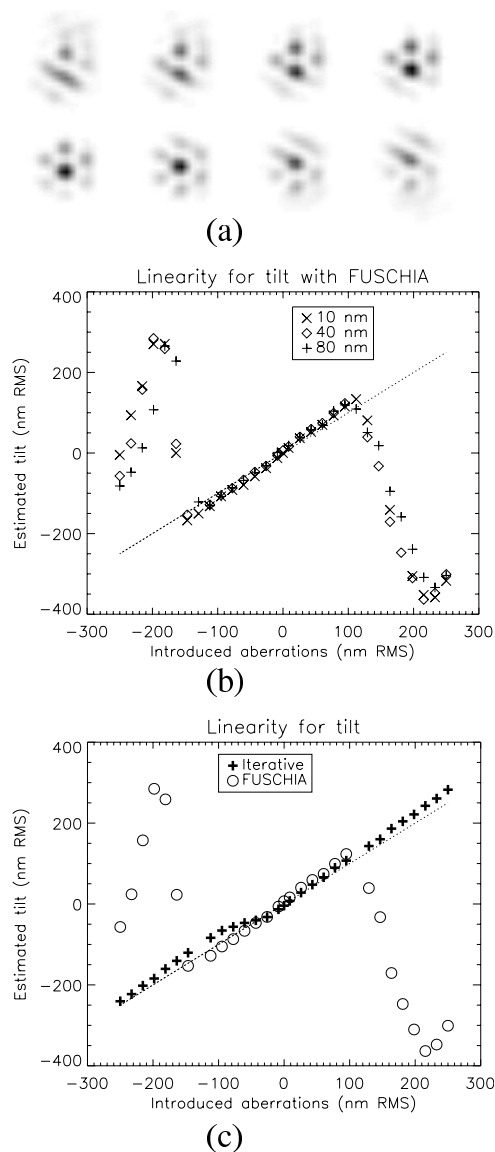 (a)
Linearity for tilt with FUSCHIA
400
200
0
−200
−400
Estimated tilt (nm RMS)
× 10 nm
◇ 40 nm
+ 80 nm
−300 −200 −100 0 100 200 300
Introduced aberrations (nm RMS)
(b)
Linearity for tilt
400
200
0
−200
−400
Estimated tilt (nm RMS)
+ Iterative
○ FUSCHIA
−300 −200 −100 0 100 200 300
Introduced aberrations (nm RMS)
(c)